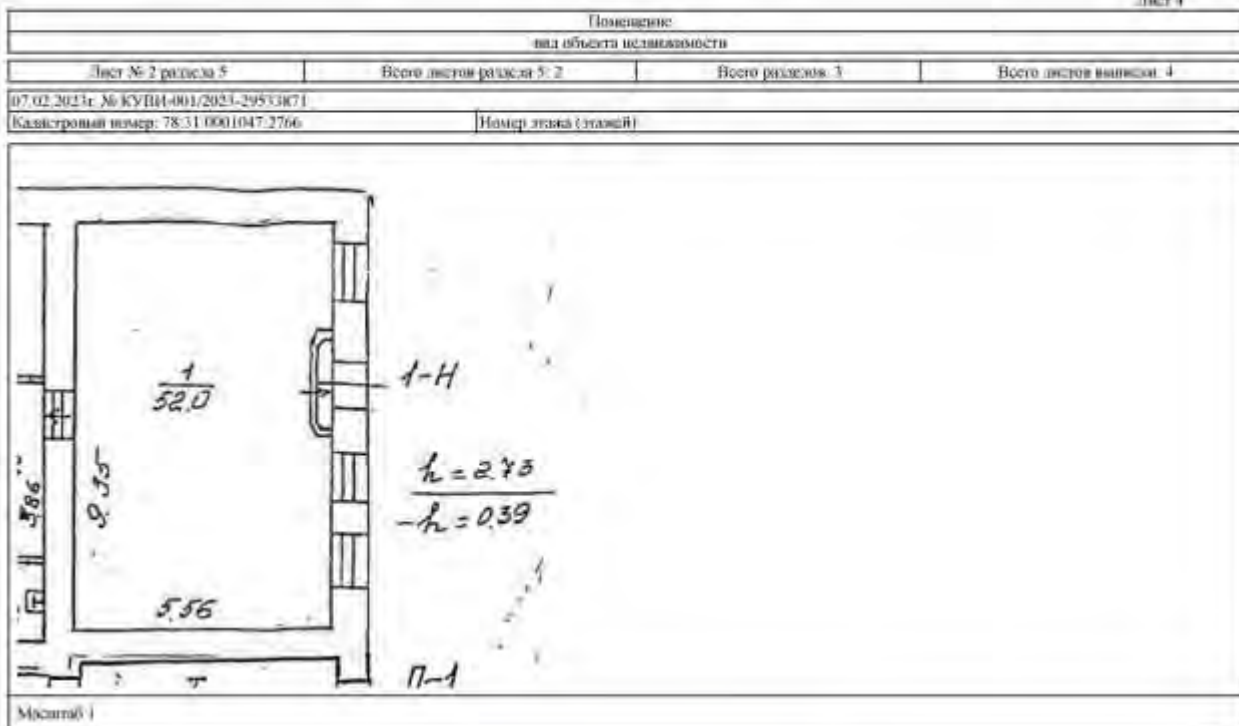 Лист 4
Помещение
вид объекта недвижимости
Лист № 2 раздела 5 Всего листов раздела 5: 2 Всего разделов: 3 Всего листов выписки: 4
07.02.2023г. № КУВИ-001/2023-29533871
Кадастровый номер: 78:31:0001047:2766 Номер этажа (этажей)
1
52.0
1-Н
h = 2.73
-h = 0.39
3.86
9.35
5.56
П-1
Масштаб 1